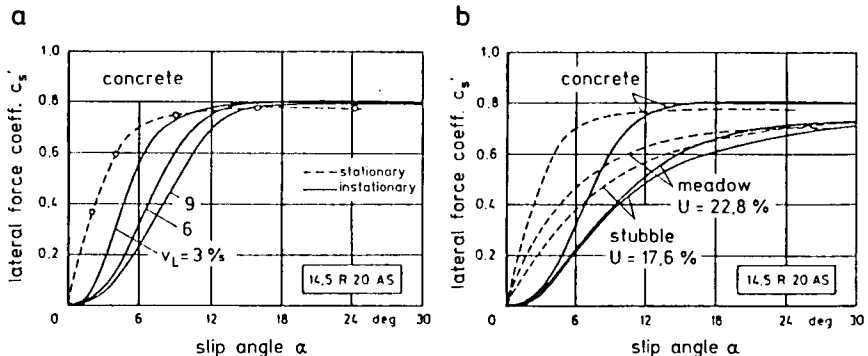 a
lateral force coeff. cₛ'
1,0
0,8
0.6
0.4
0.2
concrete
--- stationary
— instationary
9
6
v_L = 3 °/s
14,5 R 20 AS
0
6
12
18
24 deg 30
slip angle α
b
lateral force coeff. cₛ'
1,0
0.8
0.6
0.4
0.2
concrete
meadow
U = 22,8 %
stubble
U = 17,6 %
14,5 R 20 AS
0
6
12
18
24 deg 30
slip angle α